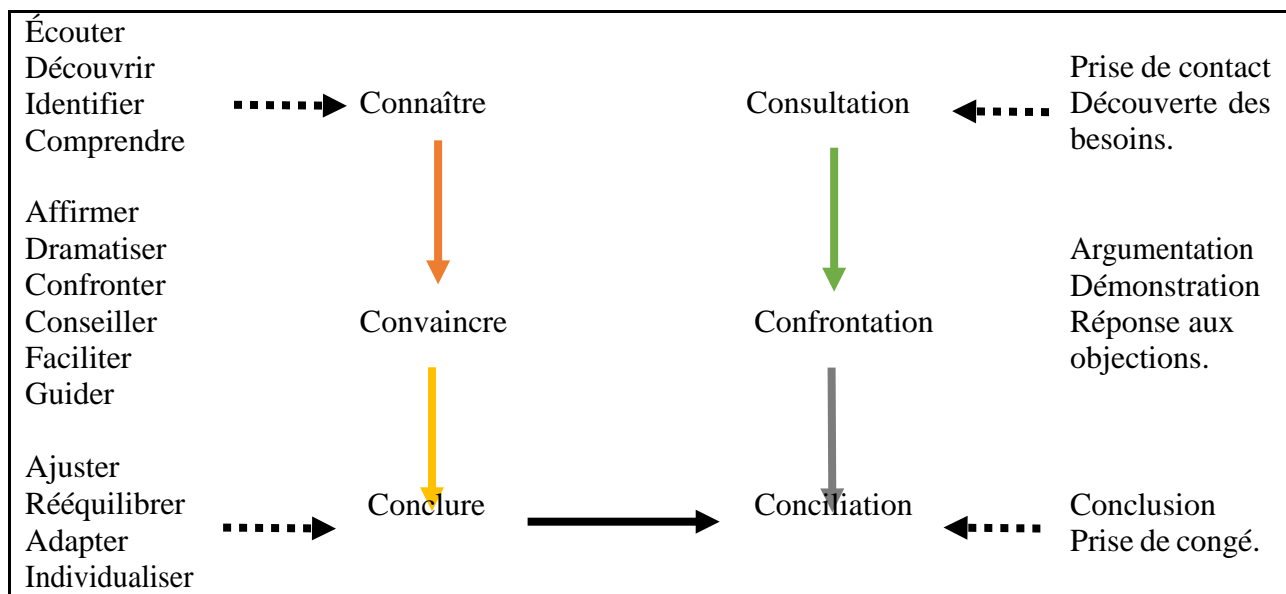 Écouter
Découvrir
Identifier
Comprendre
Connaître
Consultation
Prise de contact
Découverte des
besoins.
Affirmer
Dramatiser
Confronter
Conseiller
Faciliter
Guider
Convaincre
Confrontation
Argumentation
Démonstration
Réponse aux
objections.
Ajuster
Rééquilibrer
Adapter
Individualiser
Conclure
Conciliation
Conclusion
Prise de congé.